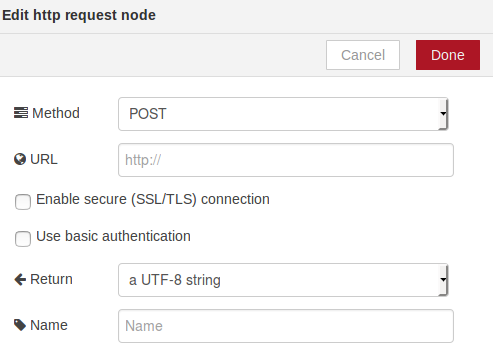 Edit http request node
Cancel Done
Method POST
URL http://
Enable secure (SSL/TLS) connection
Use basic authentication
Return a UTF-8 string
Name Name